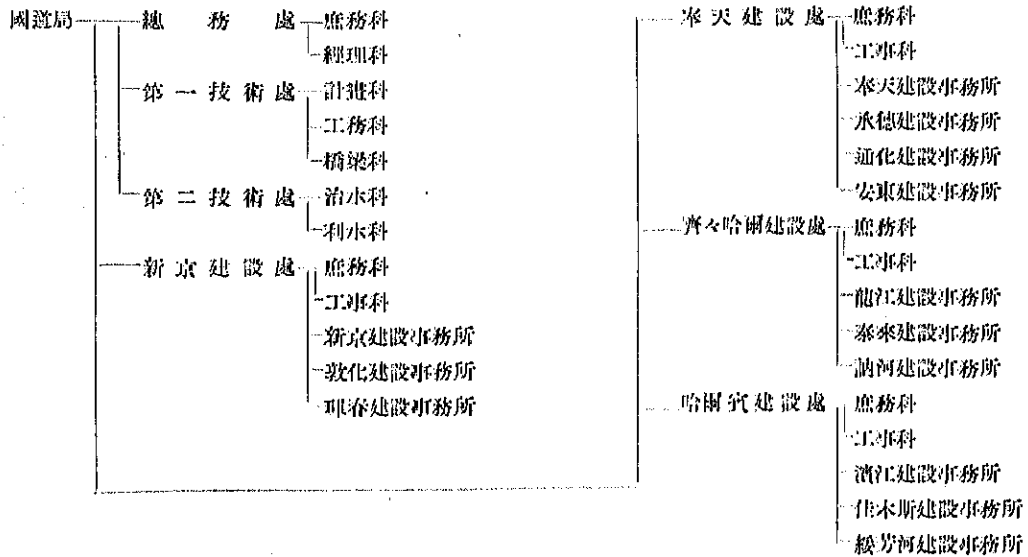 國道局
總務處
庶務科
經理科
第一技術處
計畫科
工務科
橋梁科
第二技術處
治水科
利水科
新京建設處
庶務科
工事科
新京建設事務所
敦化建設事務所
琿春建設事務所
奉天建設處
庶務科
工事科
奉天建設事務所
承德建設事務所
通化建設事務所
安東建設事務所
齊々哈爾建設處
庶務科
工事科
龍江建設事務所
泰來建設事務所
訥河建設事務所
哈爾賓建設處
庶務科
工事科
濱江建設事務所
佳木斯建設事務所
綏芬河建設事務所